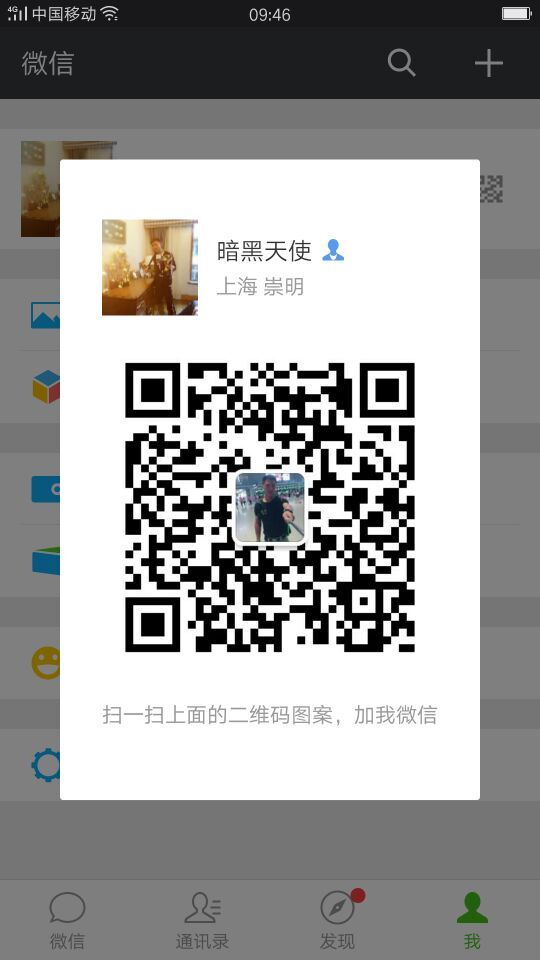 4G 中国移动 09:46
微信
暗黑天使
上海 崇明
扫一扫上面的二维码图案，加我微信
微信 通讯录 发现 我